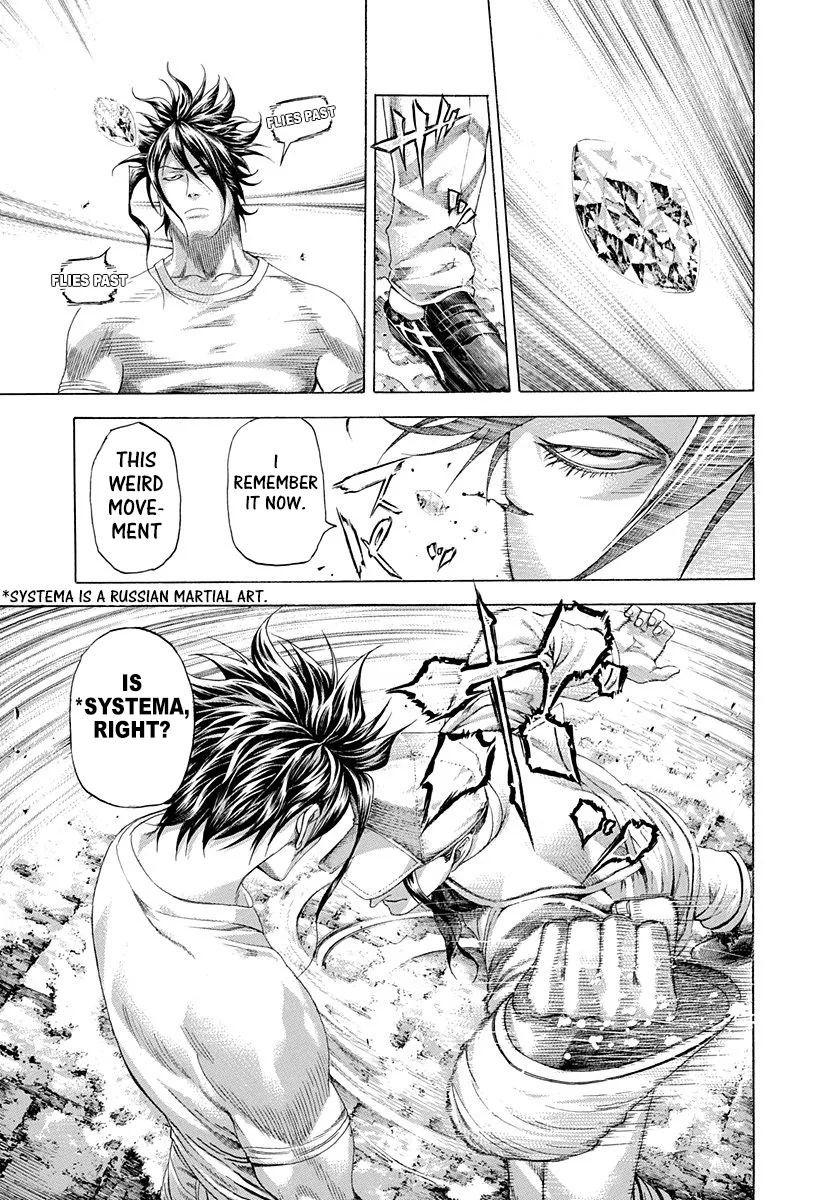 FLIES PAST
FLIES PAST
I
REMEMBER
IT NOW.
THIS
WEIRD
MOVE-
MENT
*SYSTEMA IS A RUSSIAN MARTIAL ART.
IS
*SYSTEMA,
RIGHT?